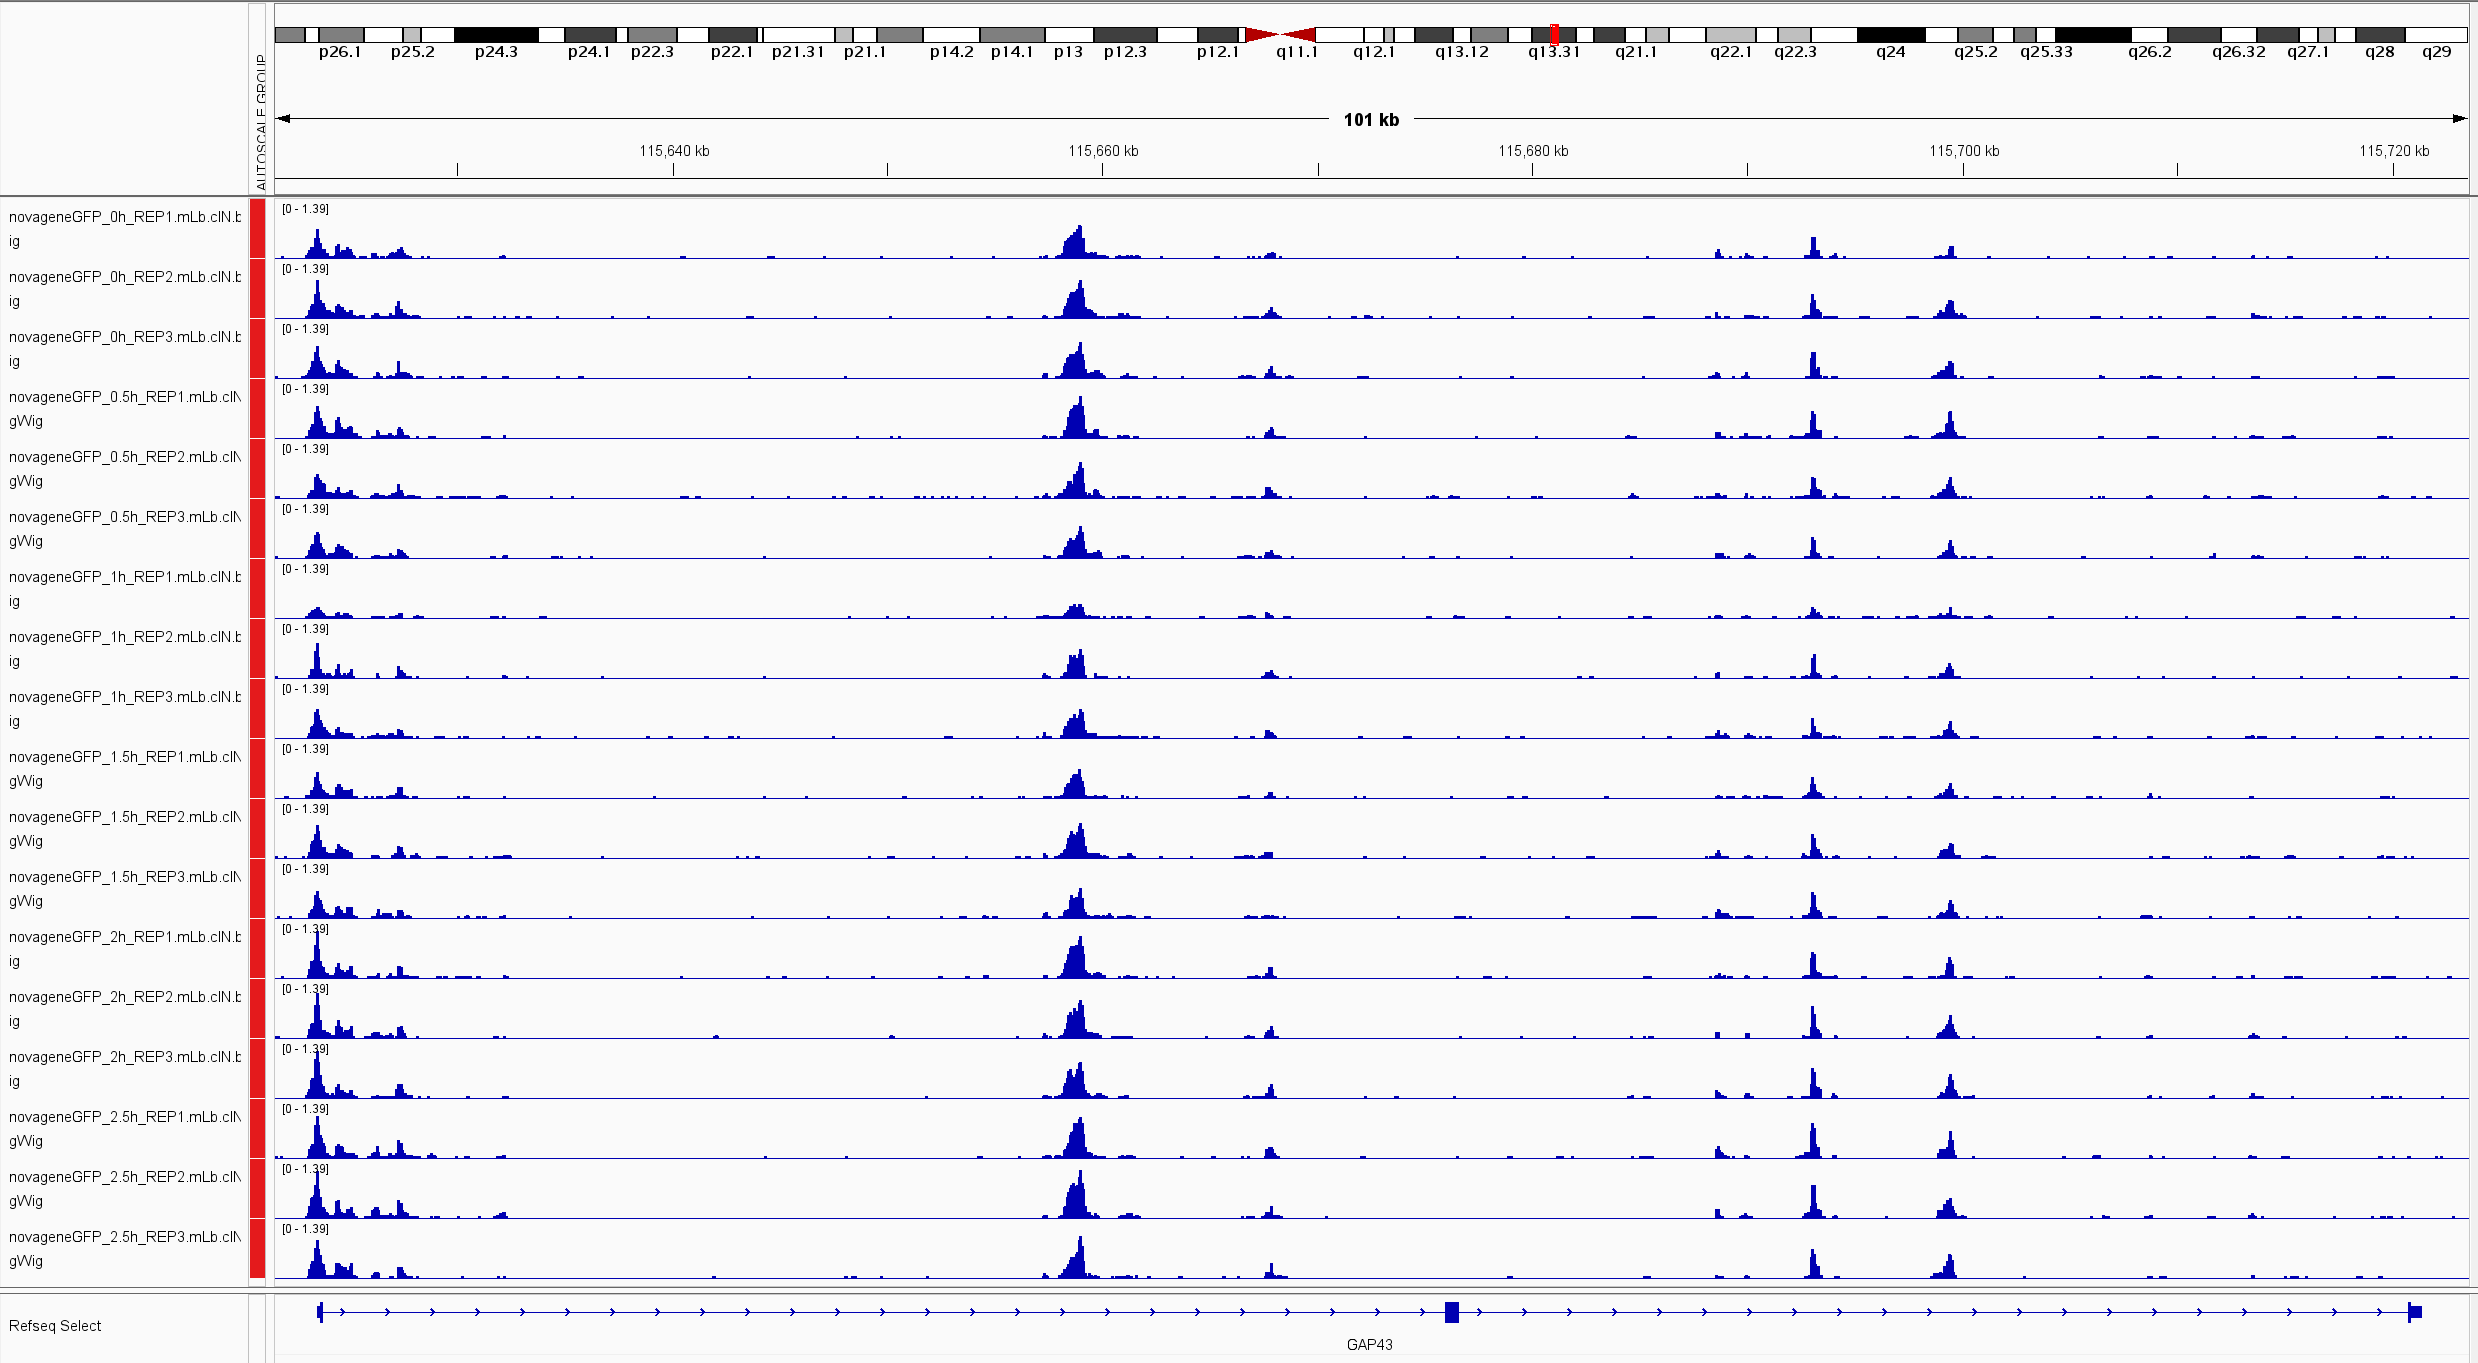 p26.1 p25.2 p24.3 p24.1 p22.3 p22.1 p21.31 p21.1 p14.2 p14.1 p13 p12.3 p12.1 q11.1 q12.1 q13.12 q13.31 q21.1 q22.1 q22.3 q24 q25.2 q25.33 q26.2 q26.32 q27.1 q28 q29
AUTOSCALE GROUP
101 kb
115,640 kb 115,660 kb 115,680 kb 115,700 kb 115,720 kb
[0 - 1.39]
novageneGFP_0h_REP1.mLb.clN.b
ig
[0 - 1.39]
novageneGFP_0h_REP2.mLb.clN.b
ig
[0 - 1.39]
novageneGFP_0h_REP3.mLb.clN.b
ig
[0 - 1.39]
novageneGFP_0.5h_REP1.mLb.clN
gWig
[0 - 1.39]
novageneGFP_0.5h_REP2.mLb.clN
gWig
[0 - 1.39]
novageneGFP_0.5h_REP3.mLb.clN
gWig
[0 - 1.39]
novageneGFP_1h_REP1.mLb.clN.b
ig
[0 - 1.39]
novageneGFP_1h_REP2.mLb.clN.b
ig
[0 - 1.39]
novageneGFP_1h_REP3.mLb.clN.b
ig
[0 - 1.39]
novageneGFP_1.5h_REP1.mLb.clN
gWig
[0 - 1.39]
novageneGFP_1.5h_REP2.mLb.clN
gWig
[0 - 1.39]
novageneGFP_1.5h_REP3.mLb.clN
gWig
[0 - 1.39]
novageneGFP_2h_REP1.mLb.clN.b
ig
[0 - 1.39]
novageneGFP_2h_REP2.mLb.clN.b
ig
[0 - 1.39]
novageneGFP_2h_REP3.mLb.clN.b
ig
[0 - 1.39]
novageneGFP_2.5h_REP1.mLb.clN
gWig
[0 - 1.39]
novageneGFP_2.5h_REP2.mLb.clN
gWig
[0 - 1.39]
novageneGFP_2.5h_REP3.mLb.clN
gWig
Refseq Select
GAP43